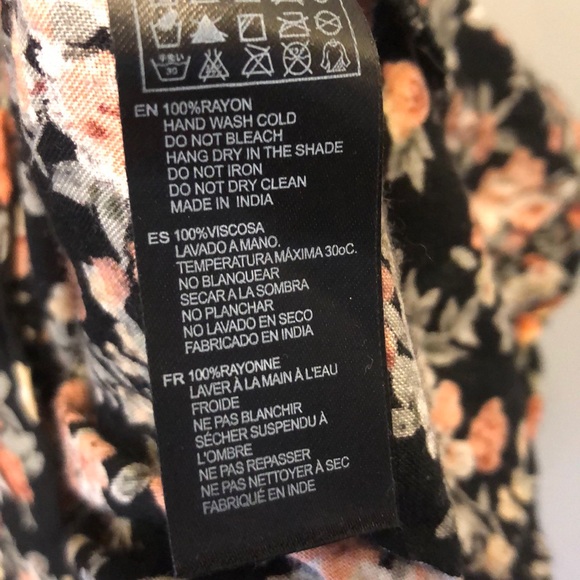 30
EN 100%RAYON
HAND WASH COLD
DO NOT BLEACH
HANG DRY IN THE SHADE
DO NOT IRON
DO NOT DRY CLEAN
MADE IN INDIA
ES 100%VISCOSA
LAVADO A MANO.
TEMPERATURA MÁXIMA 30oC.
NO BLANQUEAR
SECAR A LA SOMBRA
NO PLANCHAR
NO LAVADO EN SECO
FABRICADO EN INDIA
FR 100%RAYONNE
LAVER À LA MAIN À L'EAU
FROIDE
NE PAS BLANCHIR
SÉCHER SUSPENDU À
L'OMBRE
NE PAS REPASSER
NE PAS NETTOYER À SEC
FABRIQUÉ EN INDE